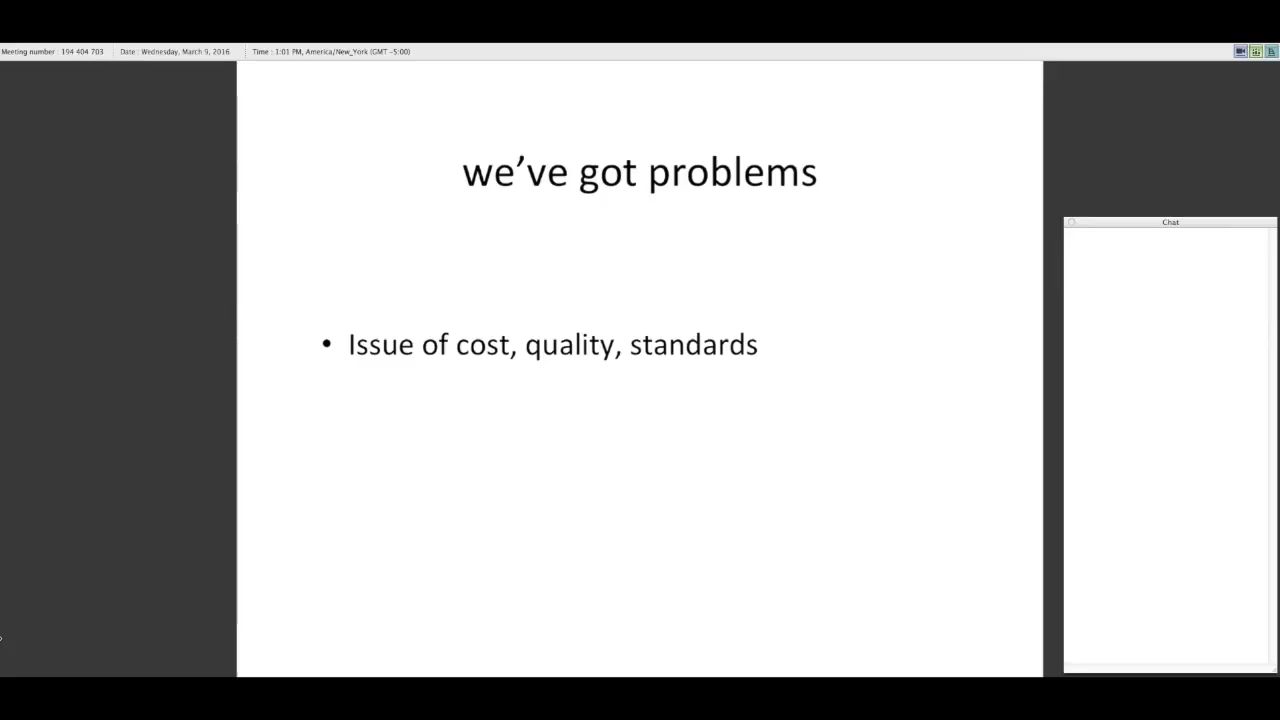 Meeting number : 194 404 703 Date : Wednesday, March 9, 2016 Time : 1:01 PM, America/New_York (GMT -5:00)
we’ve got problems
Chat
• Issue of cost, quality, standards